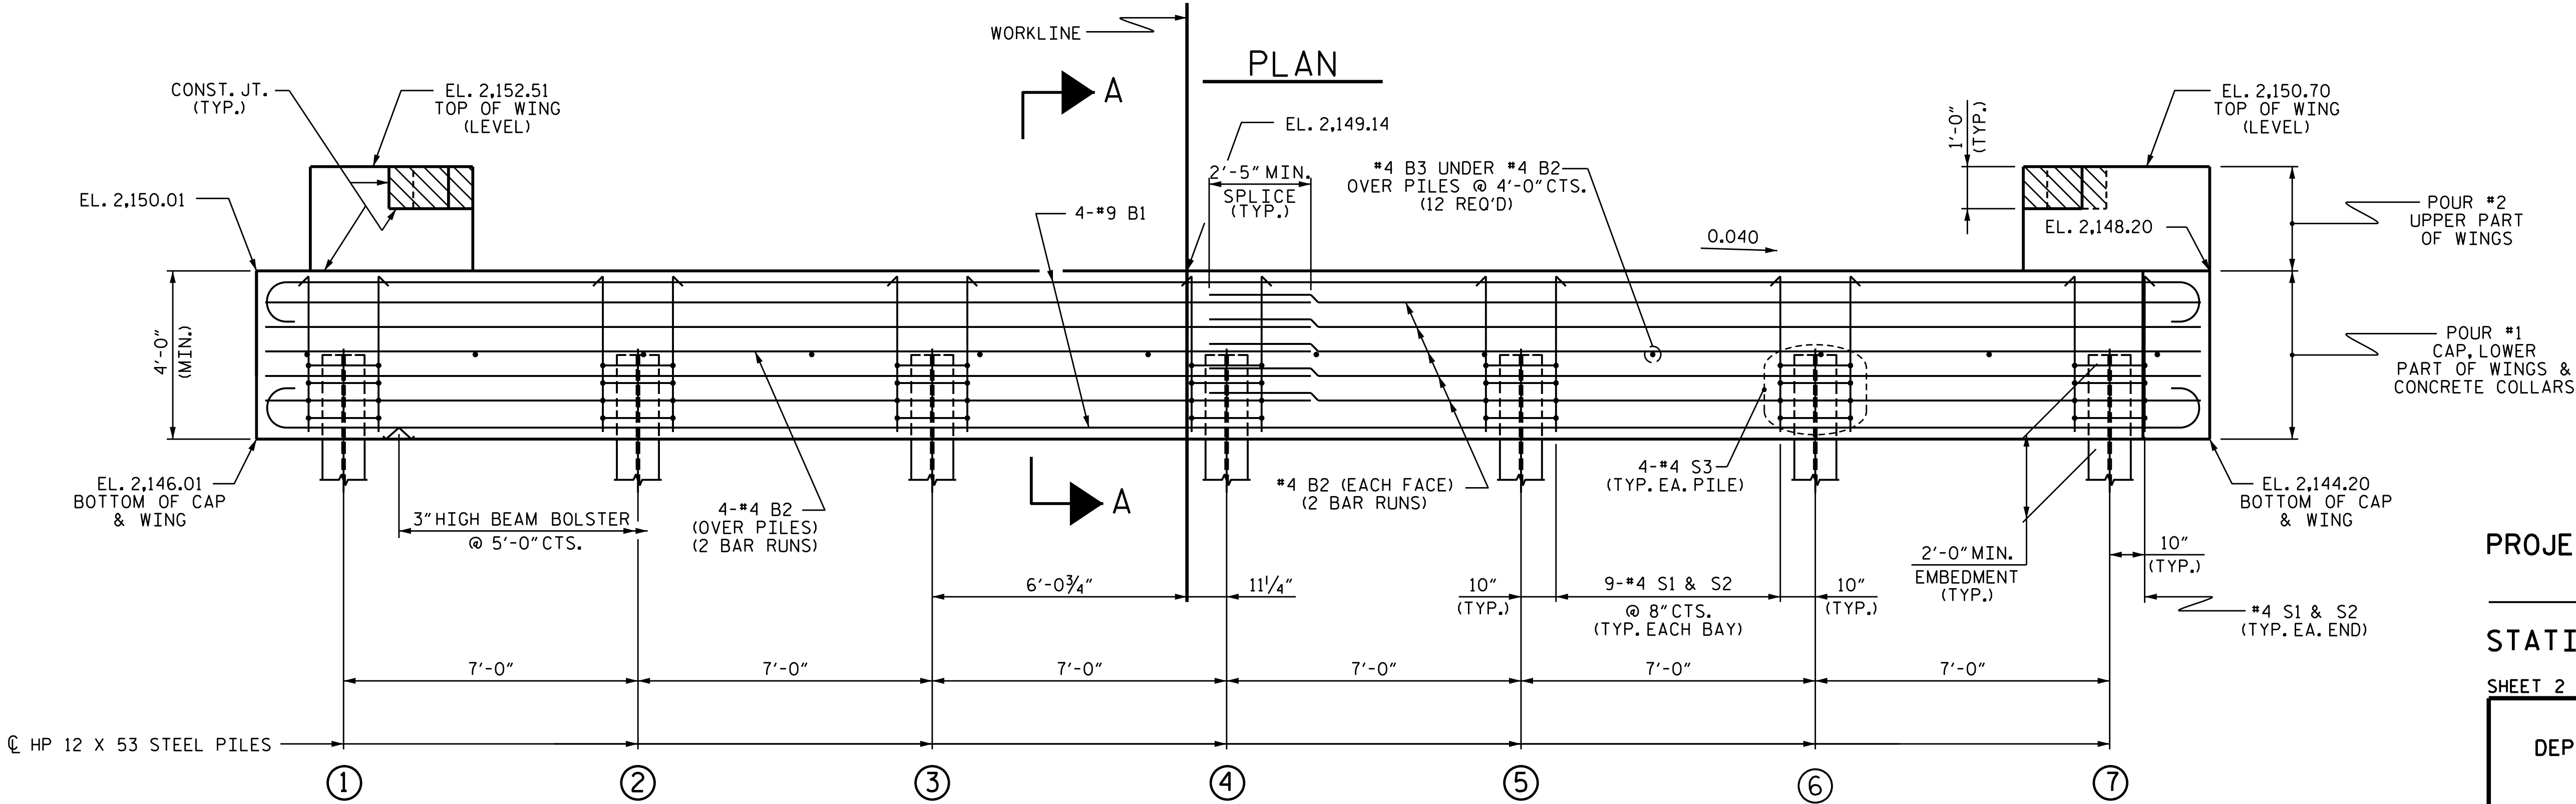 WORKLINE
PLAN
A
CONST. JT.
(TYP.)
EL. 2,152.51
TOP OF WING
(LEVEL)
EL. 2,150.01
EL. 2,149.14
2'-5" MIN.
SPLICE
(TYP.)
4-#9 B1
#4 B3 UNDER #4 B2
OVER PILES @ 4'-0" CTS.
(12 REQ'D)
0.040
1'-0"
(TYP.)
EL. 2,150.70
TOP OF WING
(LEVEL)
EL. 2,148.20
POUR #2
UPPER PART
OF WINGS
4'-0"
(MIN.)
POUR #1
CAP, LOWER
PART OF WINGS &
CONCRETE COLLARS
EL. 2,146.01
BOTTOM OF CAP
& WING
3" HIGH BEAM BOLSTER
@ 5'-0" CTS.
4-#4 B2
(OVER PILES)
(2 BAR RUNS)
A
#4 B2 (EACH FACE)
(2 BAR RUNS)
4-#4 S3
(TYP. EA. PILE)
EL. 2,144.20
BOTTOM OF CAP
& WING
2'-0" MIN.
EMBEDMENT
(TYP.)
10"
(TYP.)
6'-0¾"
11¼"
10"
(TYP.)
9-#4 S1 & S2
@ 8" CTS.
(TYP. EACH BAY)
10"
(TYP.)
#4 S1 & S2
(TYP. EA. END)
7'-0"
7'-0"
7'-0"
7'-0"
7'-0"
7'-0"
℄ HP 12 X 53 STEEL PILES
1
2
3
4
5
6
7
PROJE
STATI
SHEET 2
DEP